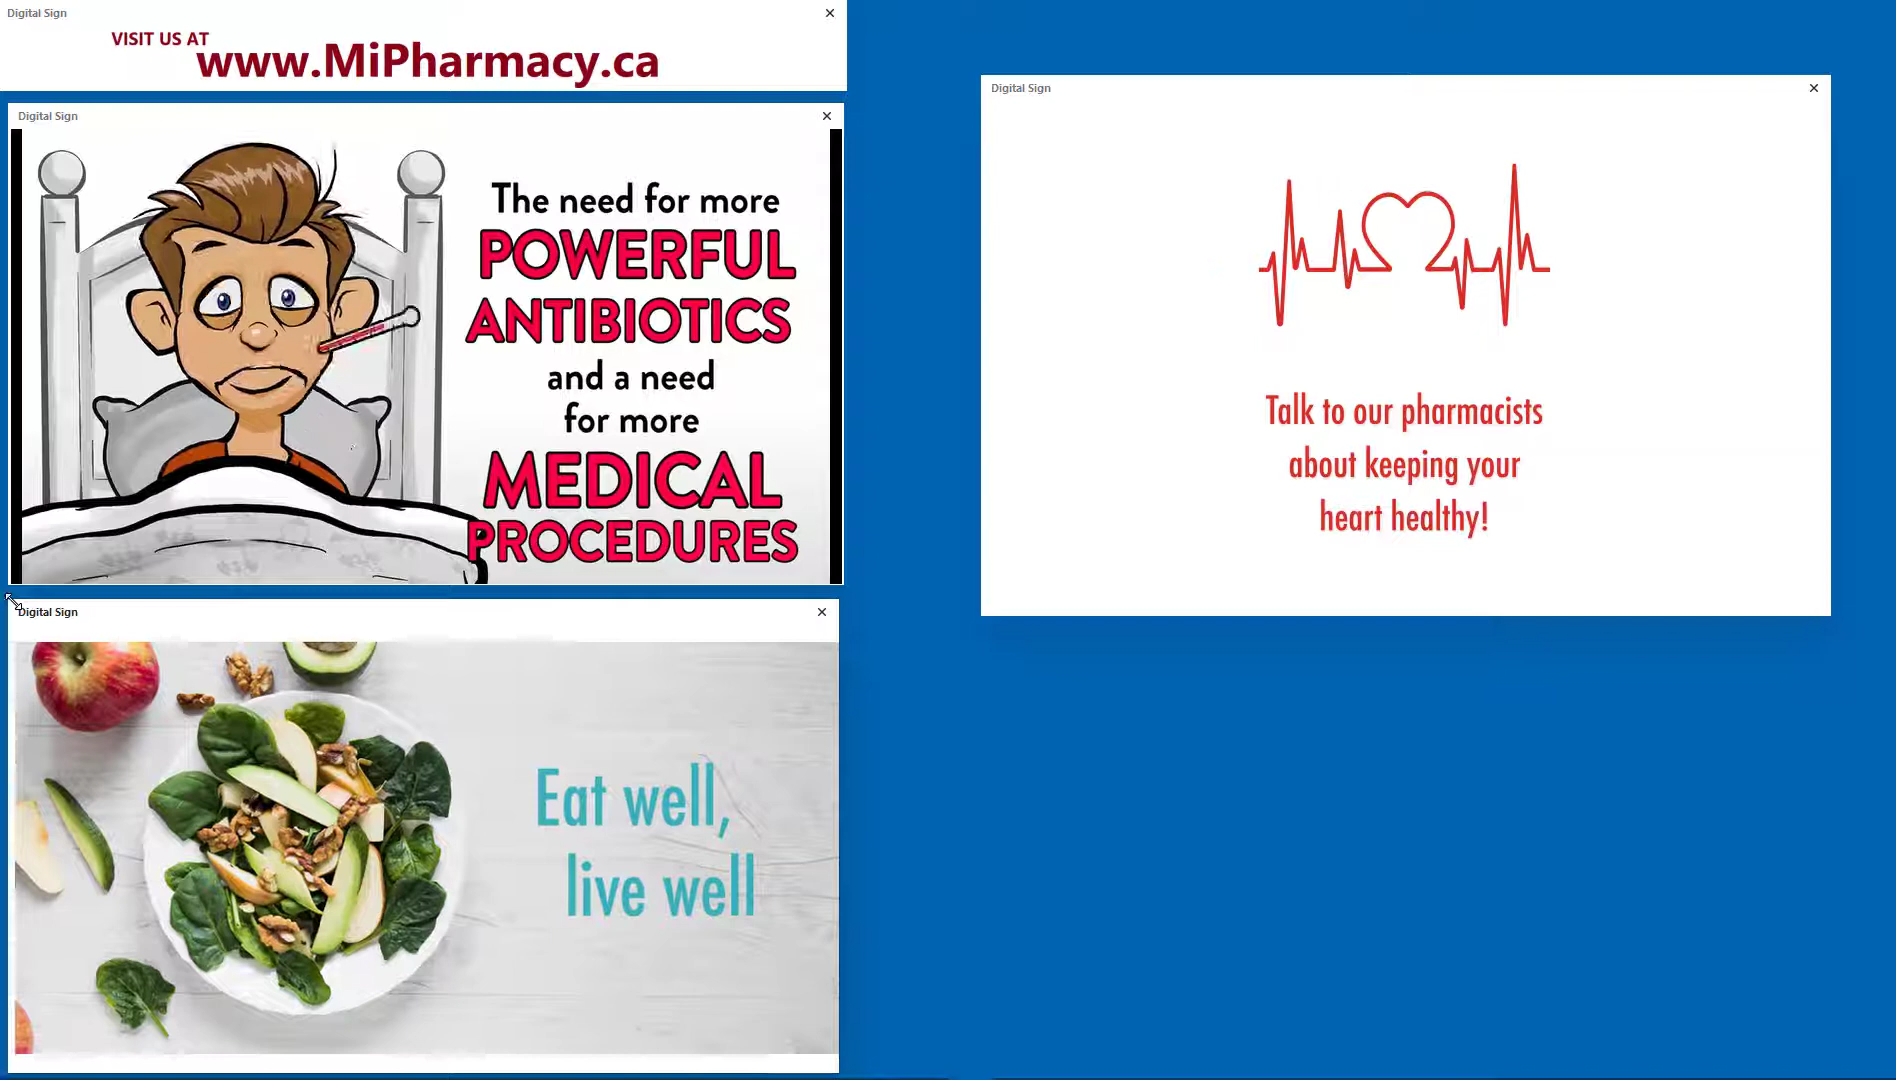 Digital Sign
VISIT US AT
www.MiPharmacy.ca
Digital Sign
The need for more
POWERFUL
ANTIBIOTICS
and a need
for more
MEDICAL
PROCEDURES
Digital Sign
Eat well,
live well
Digital Sign
Talk to our pharmacists
about keeping your
heart healthy!